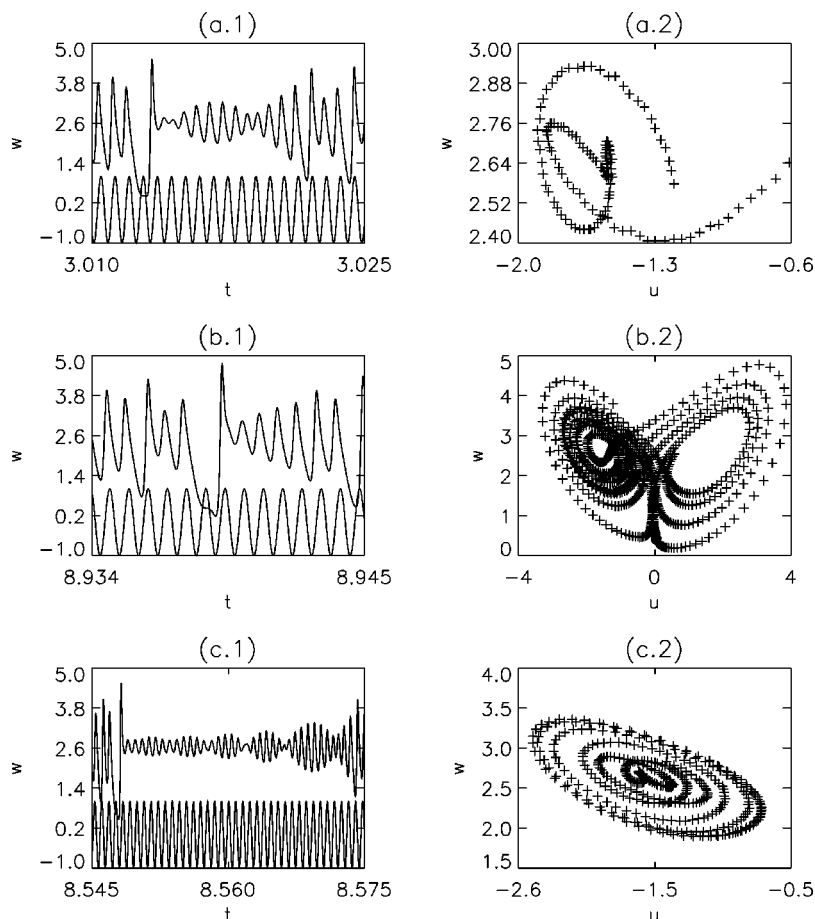 (a.1)
5.0
3.8
2.6
1.4
0.2
−1.0
w
3.010
3.025
t
(a.2)
3.00
2.88
2.76
2.64
2.52
2.40
w
−2.0
−1.3
−0.6
u
(b.1)
5.0
3.8
2.6
1.4
0.2
−1.0
w
8.934
8.945
t
(b.2)
5
4
3
2
1
0
w
−4
0
4
u
(c.1)
5.0
3.8
2.6
1.4
0.2
−1.0
w
8.545
8.560
8.575
t
(c.2)
4.0
3.5
3.0
2.5
2.0
1.5
w
−2.6
−1.5
−0.5
u